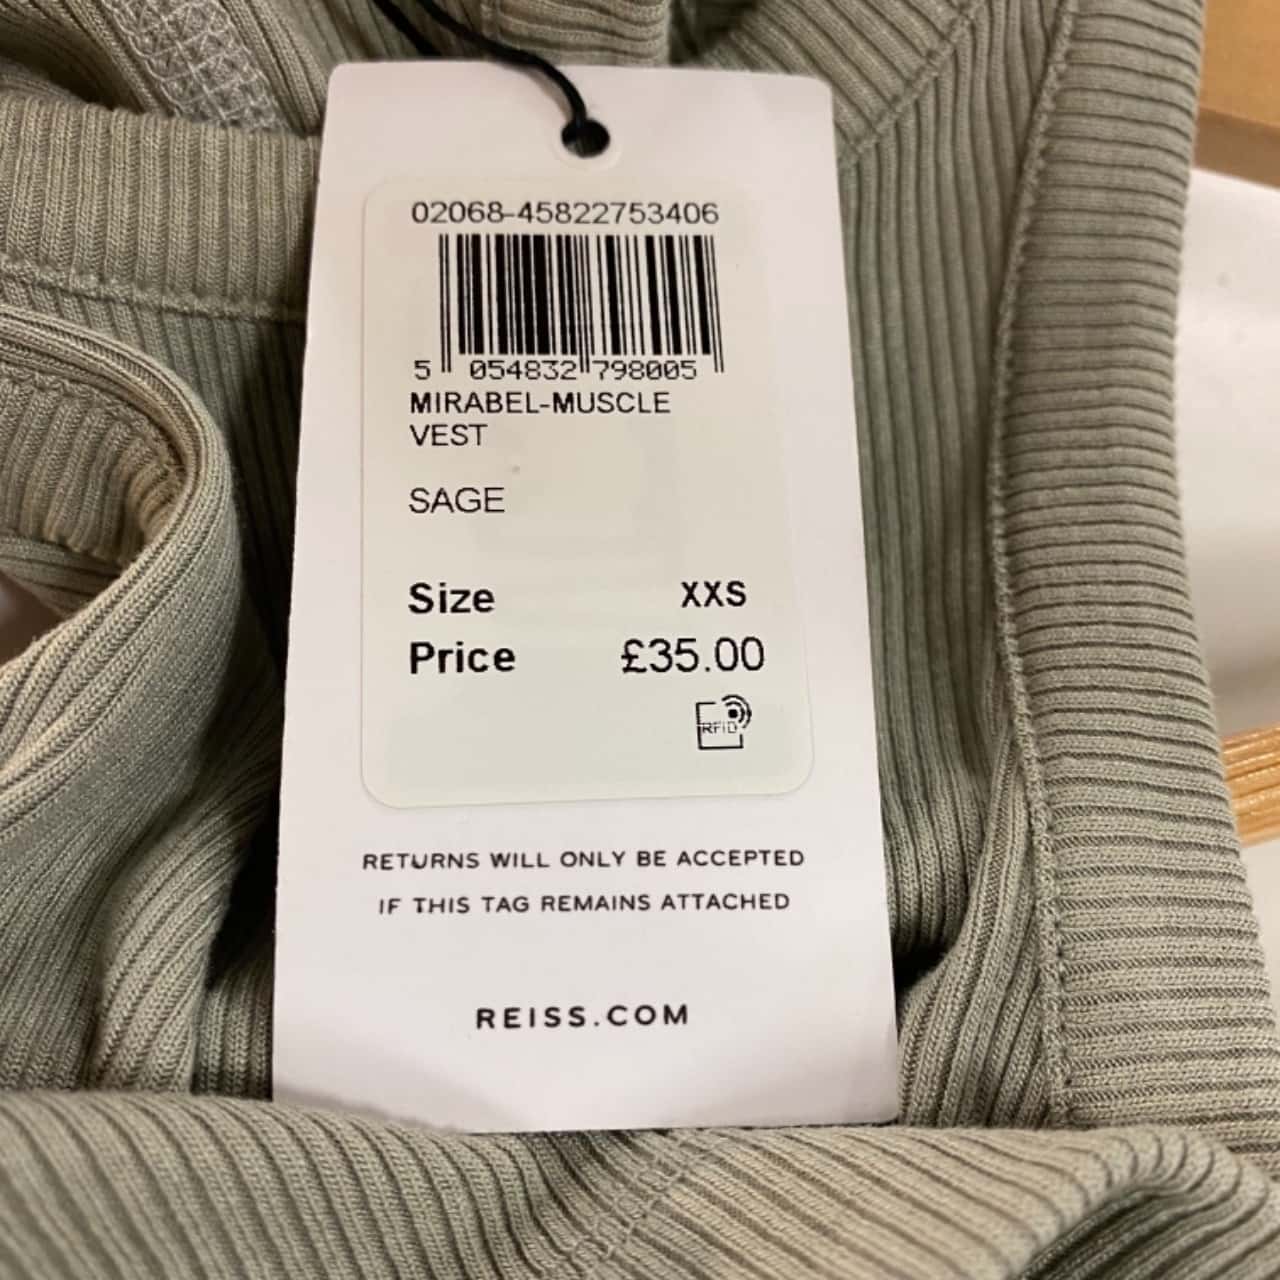 02068-45822753406
5 054832 798005
MIRABEL-MUSCLE
VEST
SAGE
Size XXS
Price £35.00
RFID
RETURNS WILL ONLY BE ACCEPTED
IF THIS TAG REMAINS ATTACHED
REISS.COM